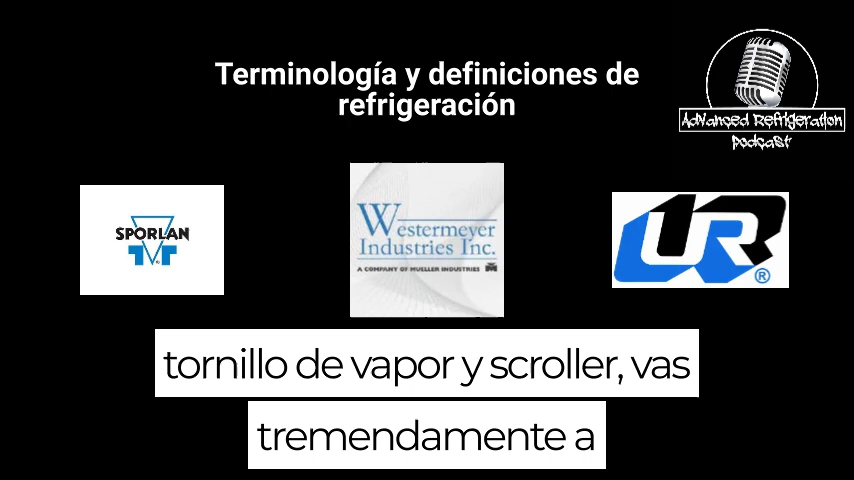 Terminología y definiciones de
refrigeración
Advanced Refrigeration
Podcast
SPORLAN
Westermeyer
Industries Inc.
A COMPANY OF MUELLER INDUSTRIES
UR
®
tornillo de vapor y scroller, vas
tremendamente a